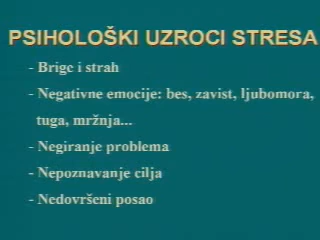 PSIHOLOŠKI UZROCI STRESA
- Brige i strah
- Negativne emocije: bes, zavist, ljubomora,
tuga, mržnja...
- Negiranje problema
- Nepoznavanje cilja
- Nedovršeni posao